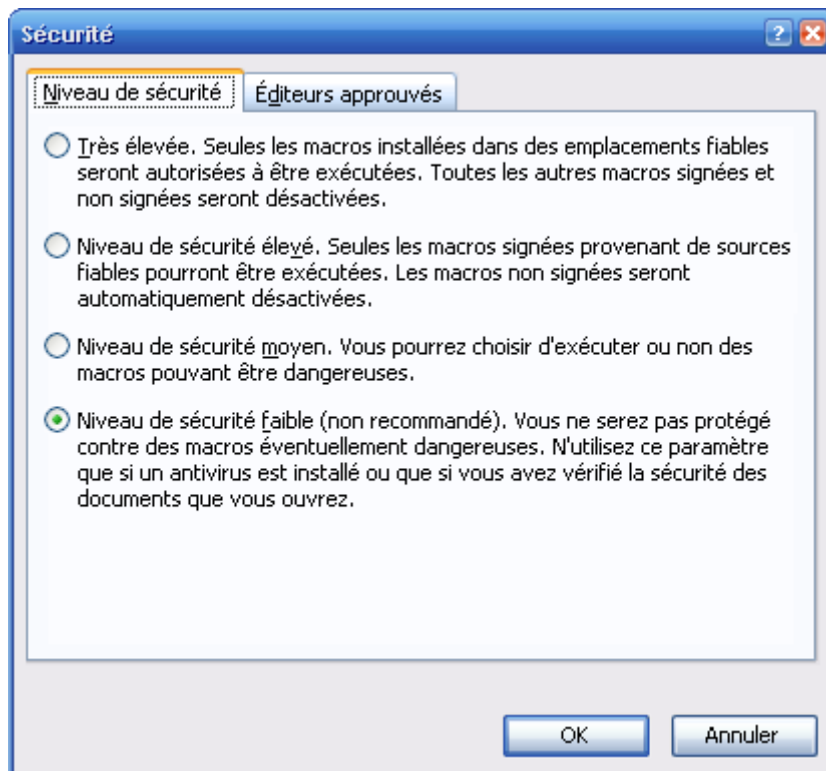 Sécurité
Niveau de sécurité
Éditeurs approuvés
Très élevée. Seules les macros installées dans des emplacements fiables
seront autorisées à être exécutées. Toutes les autres macros signées et
non signées seront désactivées.
Niveau de sécurité élevé. Seules les macros signées provenant de sources
fiables pourront être exécutées. Les macros non signées seront
automatiquement désactivées.
Niveau de sécurité moyen. Vous pourrez choisir d'exécuter ou non des
macros pouvant être dangereuses.
Niveau de sécurité faible (non recommandé). Vous ne serez pas protégé
contre des macros éventuellement dangereuses. N'utilisez ce paramètre
que si un antivirus est installé ou que si vous avez vérifié la sécurité des
documents que vous ouvrez.
OK
Annuler